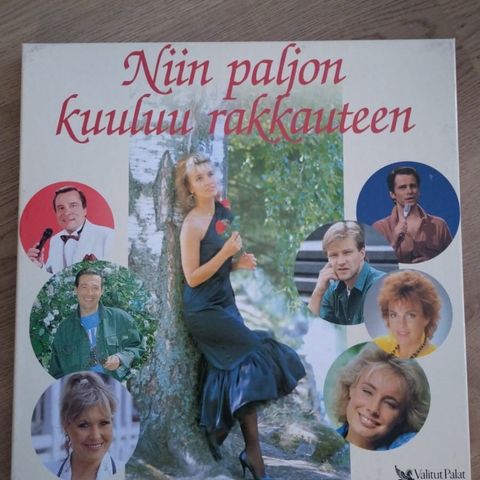 Niin paljon
kuuluu rakkauteen
Valitut Palat